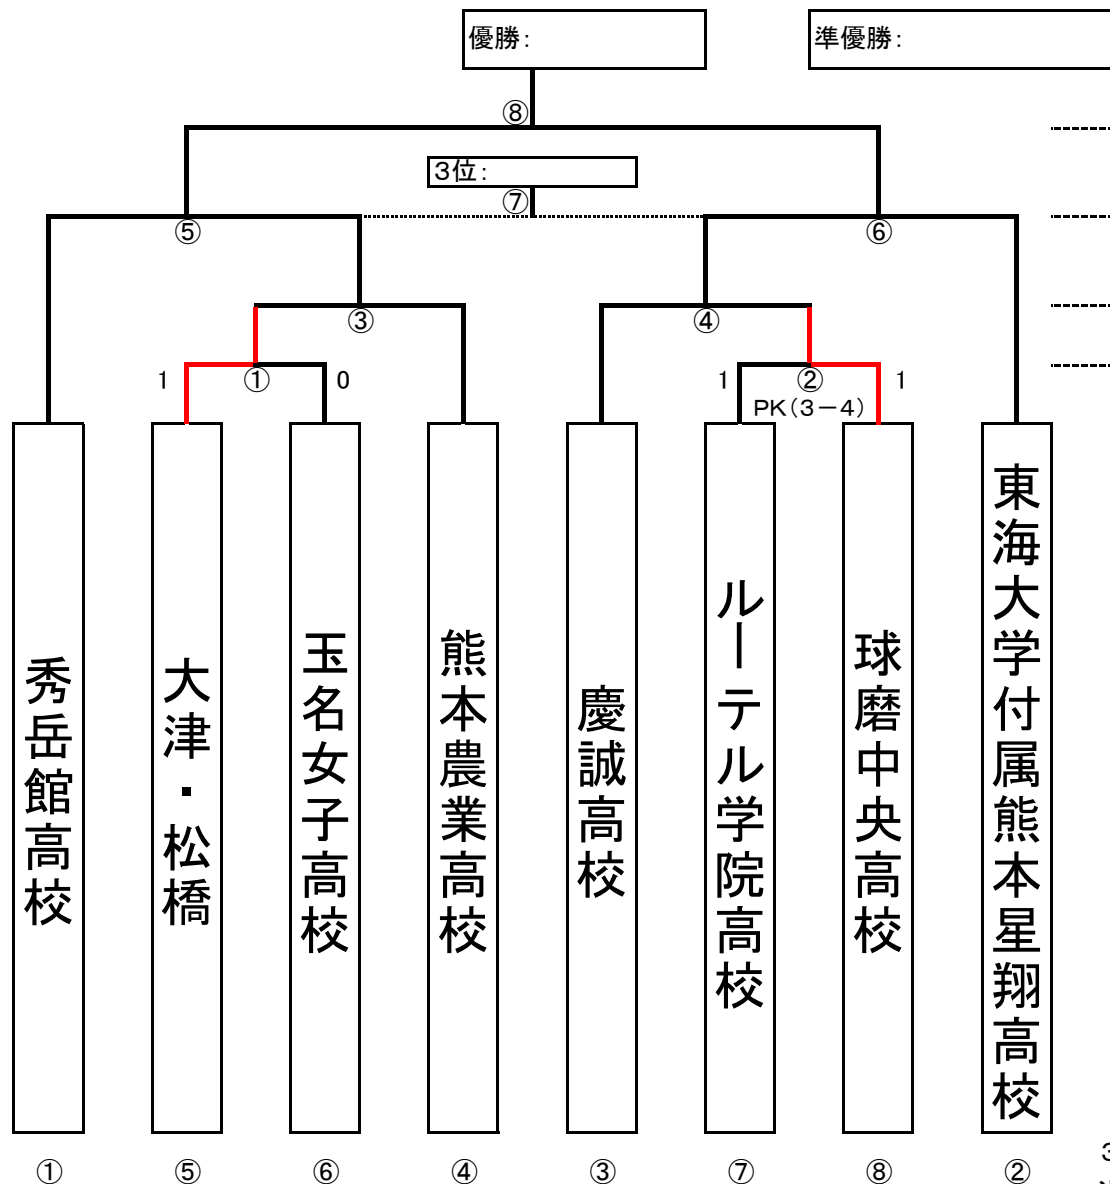 優勝：
準優勝：
⑧
3位：
⑦
⑤
⑥
③
④
1
①
0
1
②
1
PK(3－4)
秀岳館高校
大津・松橋
玉名女子高校
熊本農業高校
慶誠高校
ルーテル学院高校
球磨中央高校
東海大学付属熊本星翔高校
①
⑤
⑥
④
③
⑦
⑧
②
3